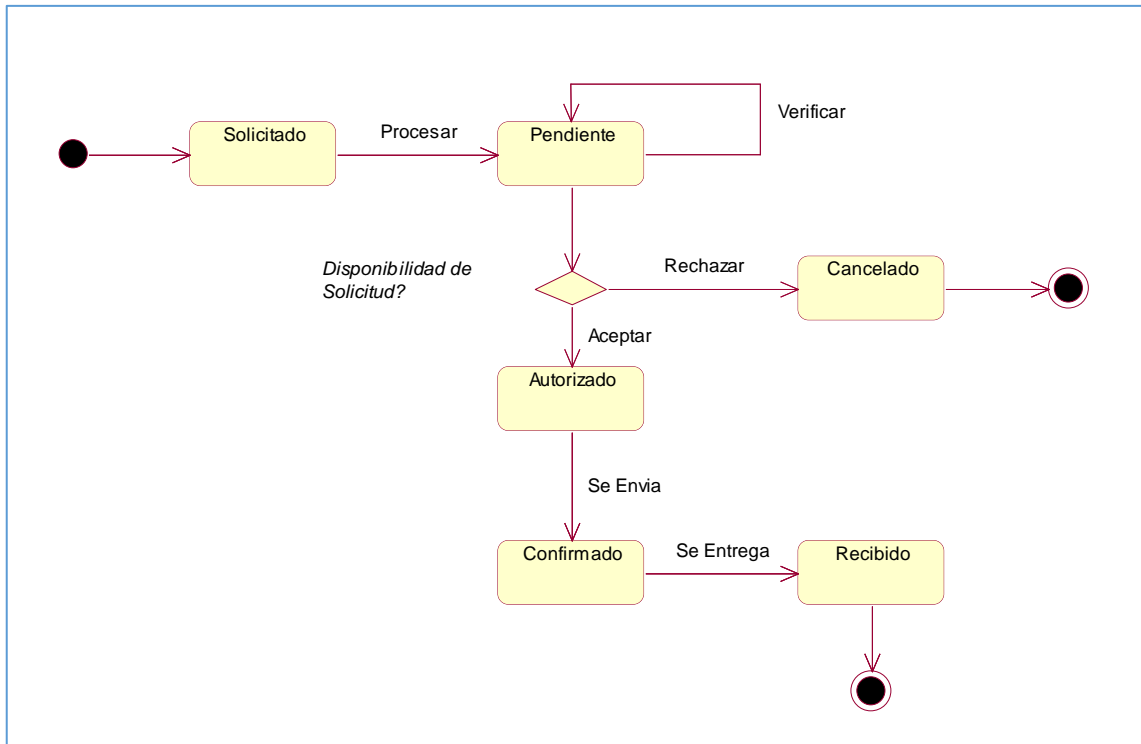 Solicitado
Procesar
Pendiente
Verificar
Disponibilidad de
Solicitud?
Rechazar
Cancelado
Aceptar
Autorizado
Se Envia
Confirmado
Se Entrega
Recibido